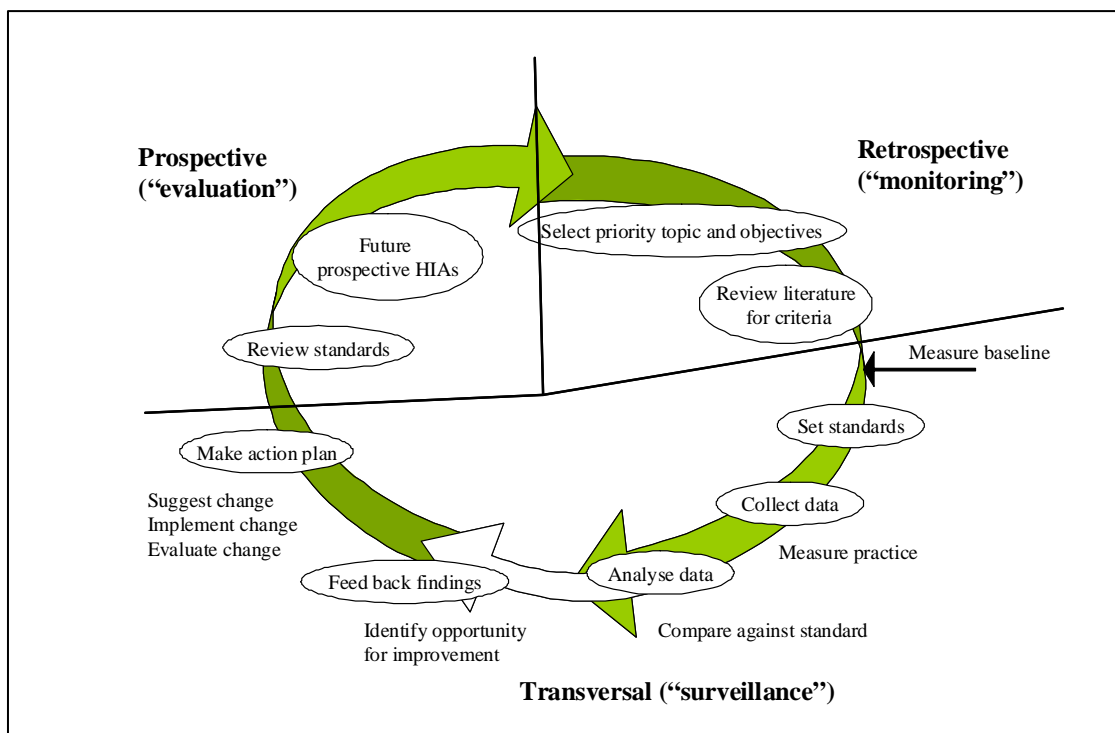 Prospective
(“evaluation”)
Retrospective
(“monitoring”)
Select priority topic and objectives
Future
prospective HIAs
Review literature
for criteria
Review standards
Measure baseline
Set standards
Make action plan
Suggest change
Implement change
Evaluate change
Collect data
Measure practice
Analyse data
Feed back findings
Identify opportunity
for improvement
Compare against standard
Transversal (“surveillance”)